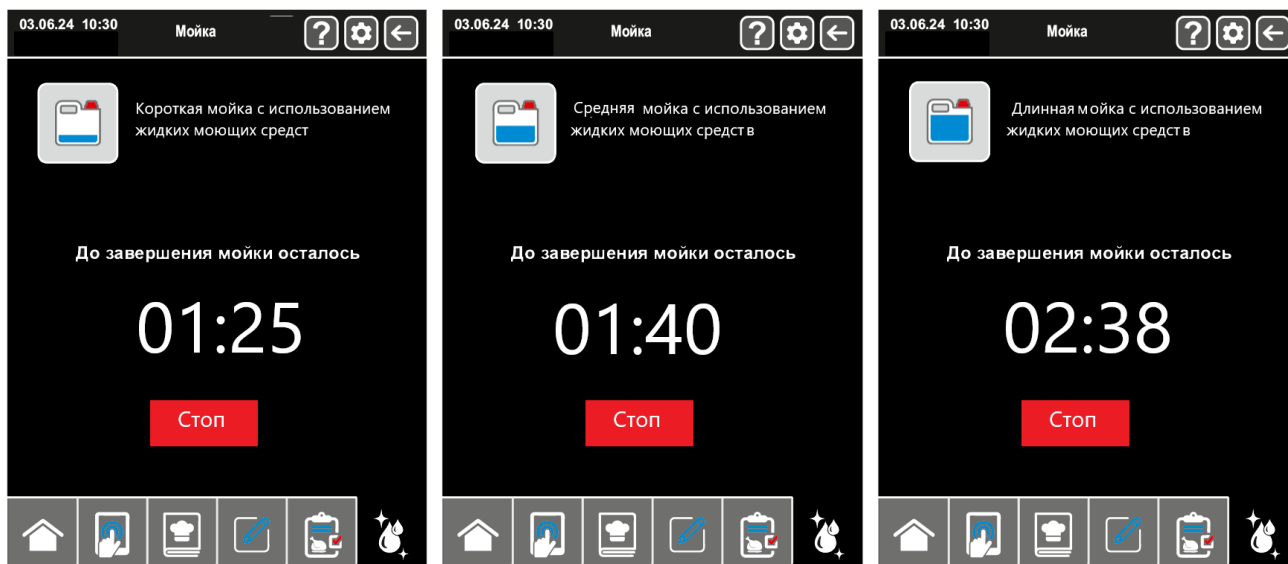 03.06.24 10:30 Мойка ?
Короткая мойка с использованием
жидких моющих средст
До завершения мойки осталось
01:25
Стоп
03.06.24 10:30 Мойка ?
Средняя мойка с использованием
жидких моющих средст в
До завершения мойки осталось
01:40
Стоп
03.06.24 10:30 Мойка ?
Длинная мойка с использованием
жидких моющих средст в
До завершения мойки осталось
02:38
Стоп